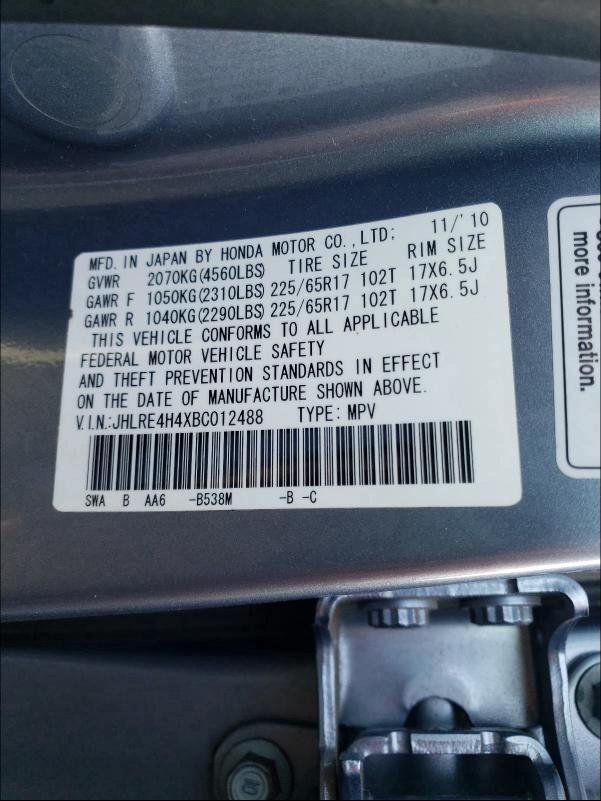 MFD. IN JAPAN BY HONDA MOTOR CO.,LTD; 11/'10
GVWR 2070KG(4560LBS) TIRE SIZE RIM SIZE
GAWR F 1050KG(2310LBS) 225/65R17 102T 17X6.5J
GAWR R 1040KG(2290LBS) 225/65R17 102T 17X6.5J
THIS VEHICLE CONFORMS TO ALL APPLICABLE
FEDERAL MOTOR VEHICLE SAFETY
AND THEFT PREVENTION STANDARDS IN EFFECT
ON THE DATE OF MANUFACTURE SHOWN ABOVE.
V.I.N.:JHLRE4H4XBC012488 TYPE: MPV
SWA B AA6 -B538M -B -C
more information.